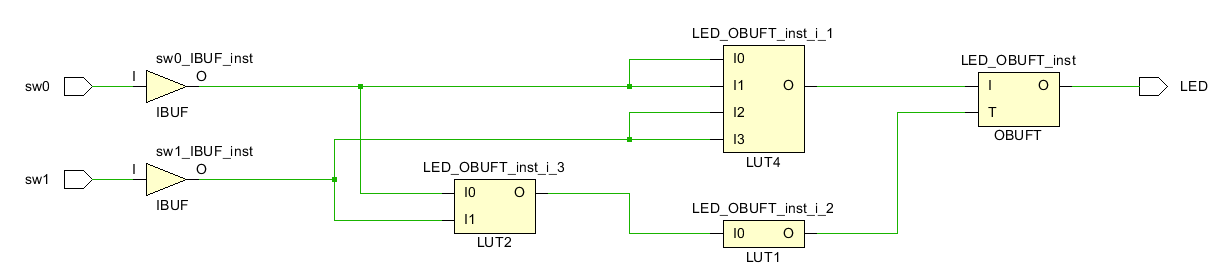 LED_OBUFT_inst_i_1
sw0_IBUF_inst
I0
LED_OBUFT_inst
sw0
I
O
I1
O
I
O
LED
IBUF
I2
T
sw1_IBUF_inst
I3
OBUFT
I
O
LED_OBUFT_inst_i_3
LUT4
sw1
I0
O
IBUF
LED_OBUFT_inst_i_2
I1
I0
O
LUT2
LUT1